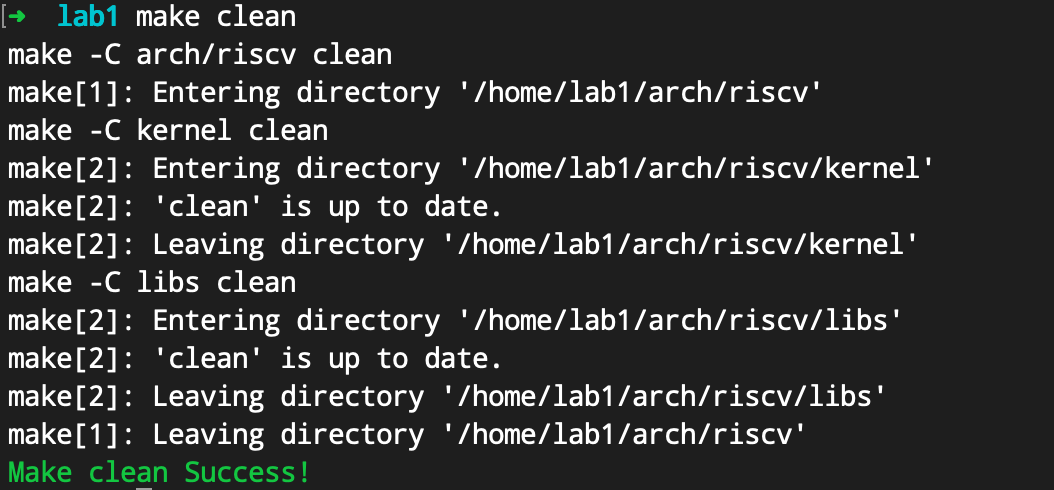 [➜  lab1 make clean
make -C arch/riscv clean
make[1]: Entering directory '/home/lab1/arch/riscv'
make -C kernel clean
make[2]: Entering directory '/home/lab1/arch/riscv/kernel'
make[2]: 'clean' is up to date.
make[2]: Leaving directory '/home/lab1/arch/riscv/kernel'
make -C libs clean
make[2]: Entering directory '/home/lab1/arch/riscv/libs'
make[2]: 'clean' is up to date.
make[2]: Leaving directory '/home/lab1/arch/riscv/libs'
make[1]: Leaving directory '/home/lab1/arch/riscv'
Make clean Success!